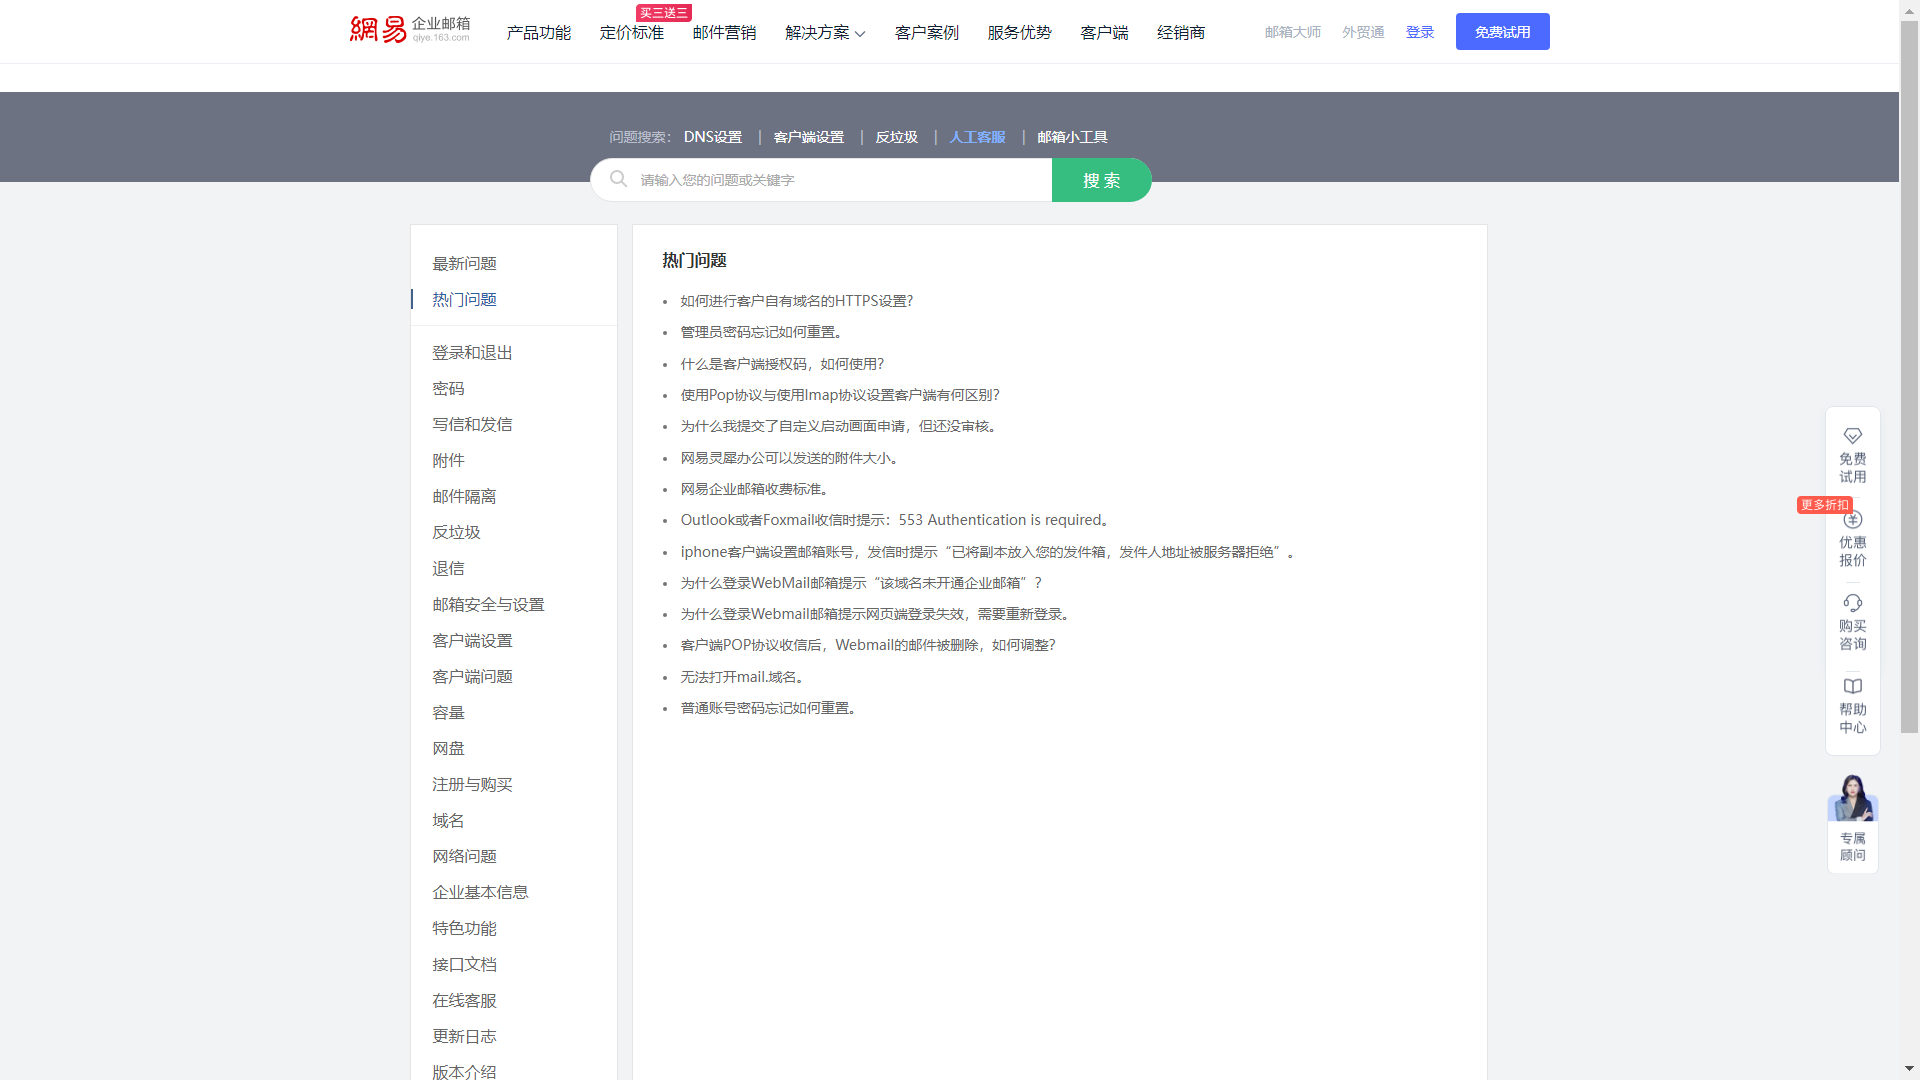 網易 企业邮箱
qiye.163.com
产品功能
定价标准
买三送三
邮件营销
解决方案
客户案例
服务优势
客户端
经销商
邮箱大师
外贸通
登录
免费试用
问题搜索： DNS设置 | 客户端设置 | 反垃圾 | 人工客服 | 邮箱小工具
请输入您的问题或关键字
搜 索
最新问题
热门问题
登录和退出
密码
写信和发信
附件
邮件隔离
反垃圾
退信
邮箱安全与设置
客户端设置
客户端问题
容量
网盘
注册与购买
域名
网络问题
企业基本信息
特色功能
接口文档
在线客服
更新日志
版本介绍
热门问题
如何进行客户自有域名的HTTPS设置?
管理员密码忘记如何重置。
什么是客户端授权码，如何使用?
使用Pop协议与使用Imap协议设置客户端有何区别?
为什么我提交了自定义启动画面申请，但还没审核。
网易灵犀办公可以发送的附件大小。
网易企业邮箱收费标准。
Outlook或者Foxmail收信时提示：553 Authentication is required。
iphone客户端设置邮箱账号，发信时提示“已将副本放入您的发件箱，发件人地址被服务器拒绝”。
为什么登录WebMail邮箱提示“该域名未开通企业邮箱”?
为什么登录Webmail邮箱提示网页端登录失效，需要重新登录。
客户端POP协议收信后，Webmail的邮件被删除，如何调整?
无法打开mail.域名。
普通账号密码忘记如何重置。
免费
试用
更多折扣
优惠
报价
购买
咨询
帮助
中心
专属
顾问